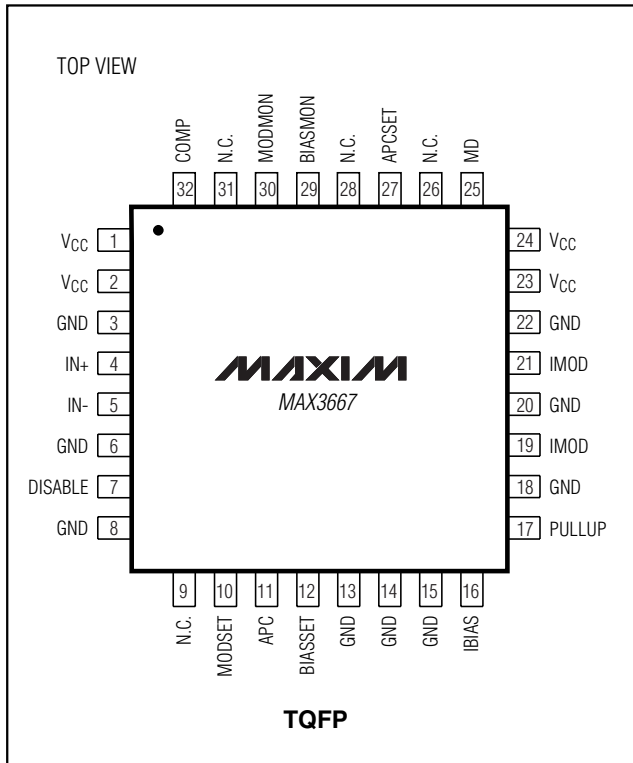 TOP VIEW
COMP
N.C.
MODMON
BIASMON
N.C.
APCSET
N.C.
MD
32 31 30 29 28 27 26 25
VCC 1
VCC 2
GND 3
IN+ 4
IN- 5
GND 6
DISABLE 7
GND 8
24 VCC
23 VCC
22 GND
21 IMOD
20 GND
19 IMOD
18 GND
17 PULLUP
MAXIM
MAX3667
9 10 11 12 13 14 15 16
N.C.
MODSET
APC
BIASSET
GND
GND
GND
IBIAS
TQFP